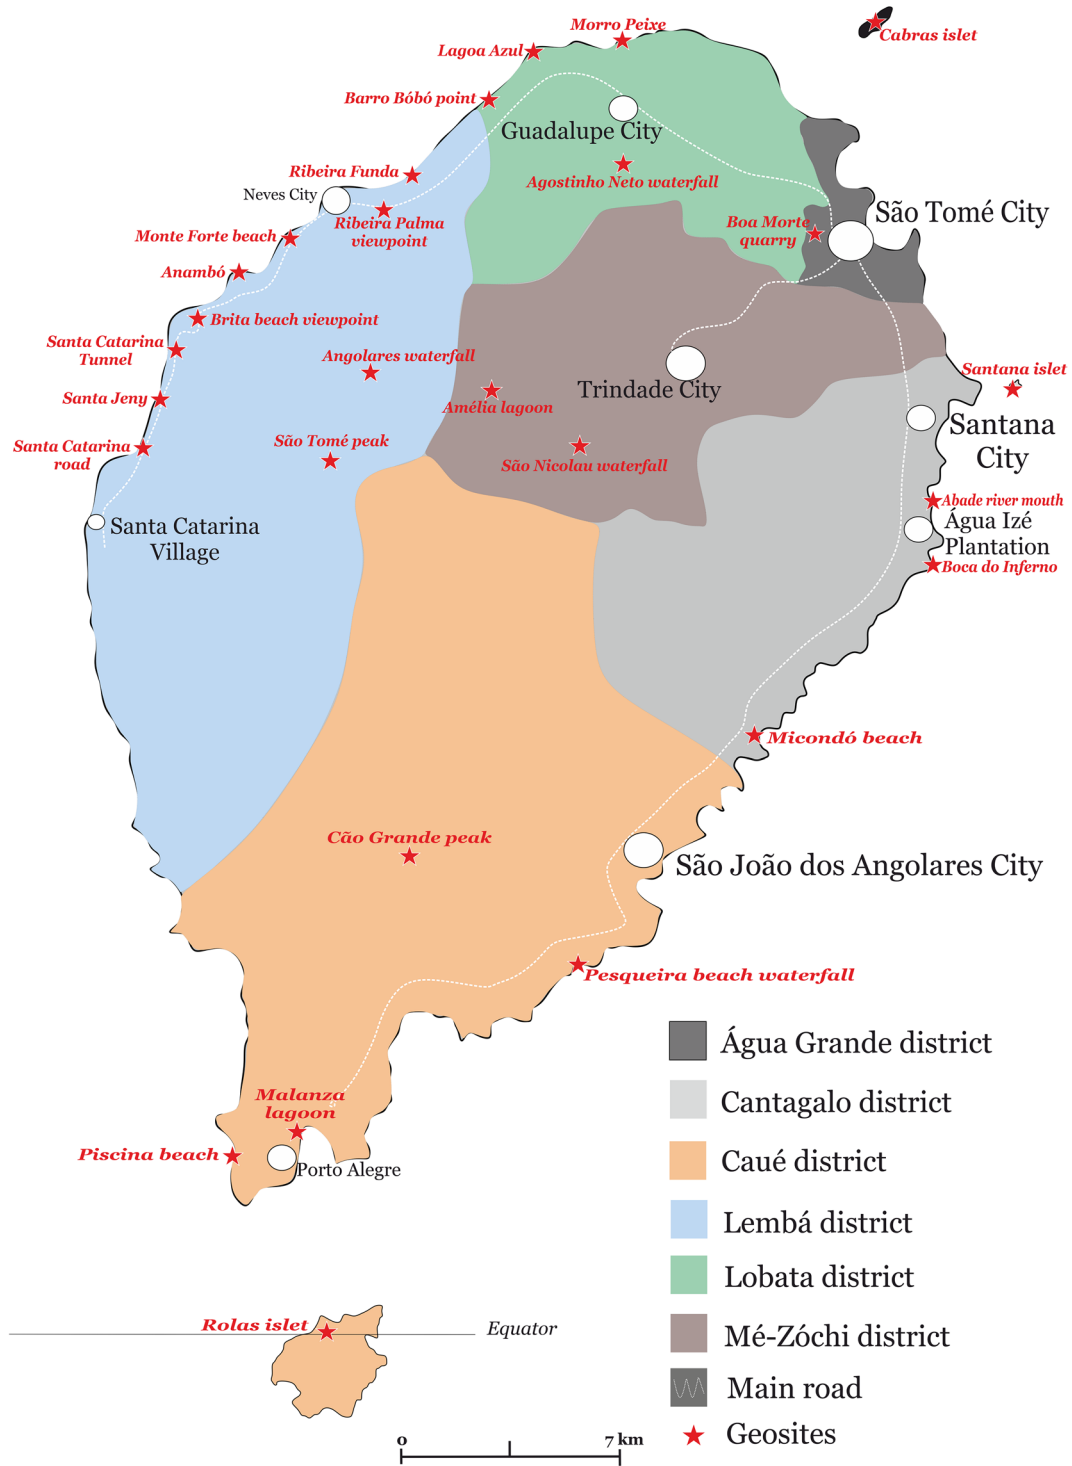 Cabras islet
Morro Peixe
Lagoa Azul
Barro Bóbó point
Guadalupe City
Ribeira Funda
Agostinho Neto waterfall
Neves City
São Tomé City
Ribeira Palma
viewpoint
Boa Morte
quarry
Monte Forte beach
Anambó
Brita beach viewpoint
Santa Catarina
Tunnel
Angolares waterfall
Santana islet
Trindade City
Santa Jeny
Amélia lagoon
Santana
City
São Tomé peak
Santa Catarina
road
São Nicolau waterfall
Abade river mouth
Santa Catarina
Village
Água Izé
Plantation
Boca do Inferno
Micondó beach
Cão Grande peak
São João dos Angolares City
Pesqueira beach waterfall
Malanza
lagoon
Piscina beach
Porto Alegre
Rolas islet
Equator
Água Grande district
Cantagalo district
Caué district
Lembá district
Lobata district
Mé-Zóchi district
Main road
Geosites
0 7 km